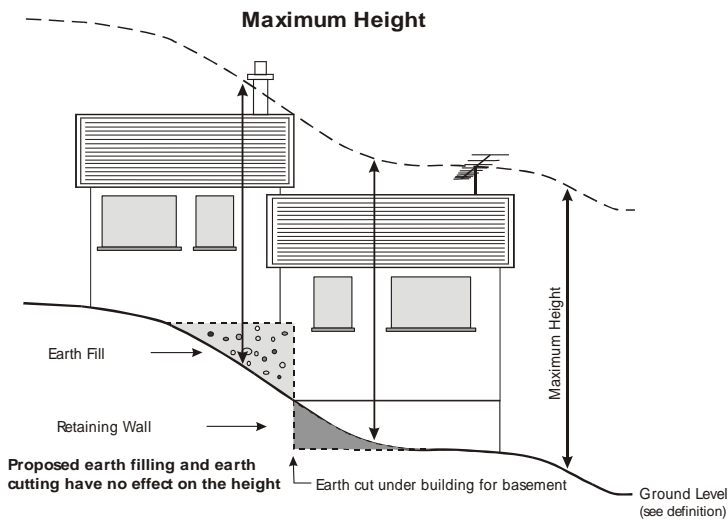 Maximum Height
Maximum Height
Earth Fill
Retaining Wall
Proposed earth filling and earth
cutting have no effect on the height
Earth cut under building for basement
Ground Level
(see definition)